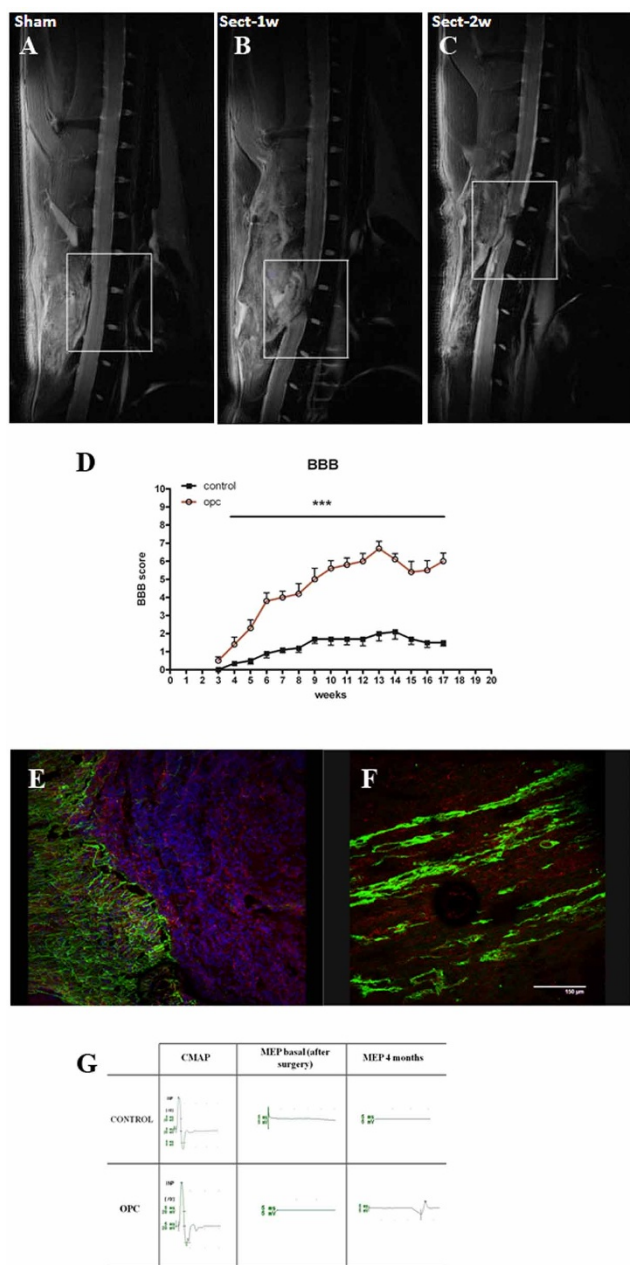 Sham
Sect-1w
Sect-2w
A
B
C
D
BBB
control
opc
***
10
9
8
7
6
5
4
3
2
1
0
BBB score
0 1 2 3 4 5 6 7 8 9 10 11 12 13 14 15 16 17 18 19 20
weeks
E
F
150 µm
G
CMAP
MEP basal (after
surgery)
MEP 4 months
CONTROL
OPC